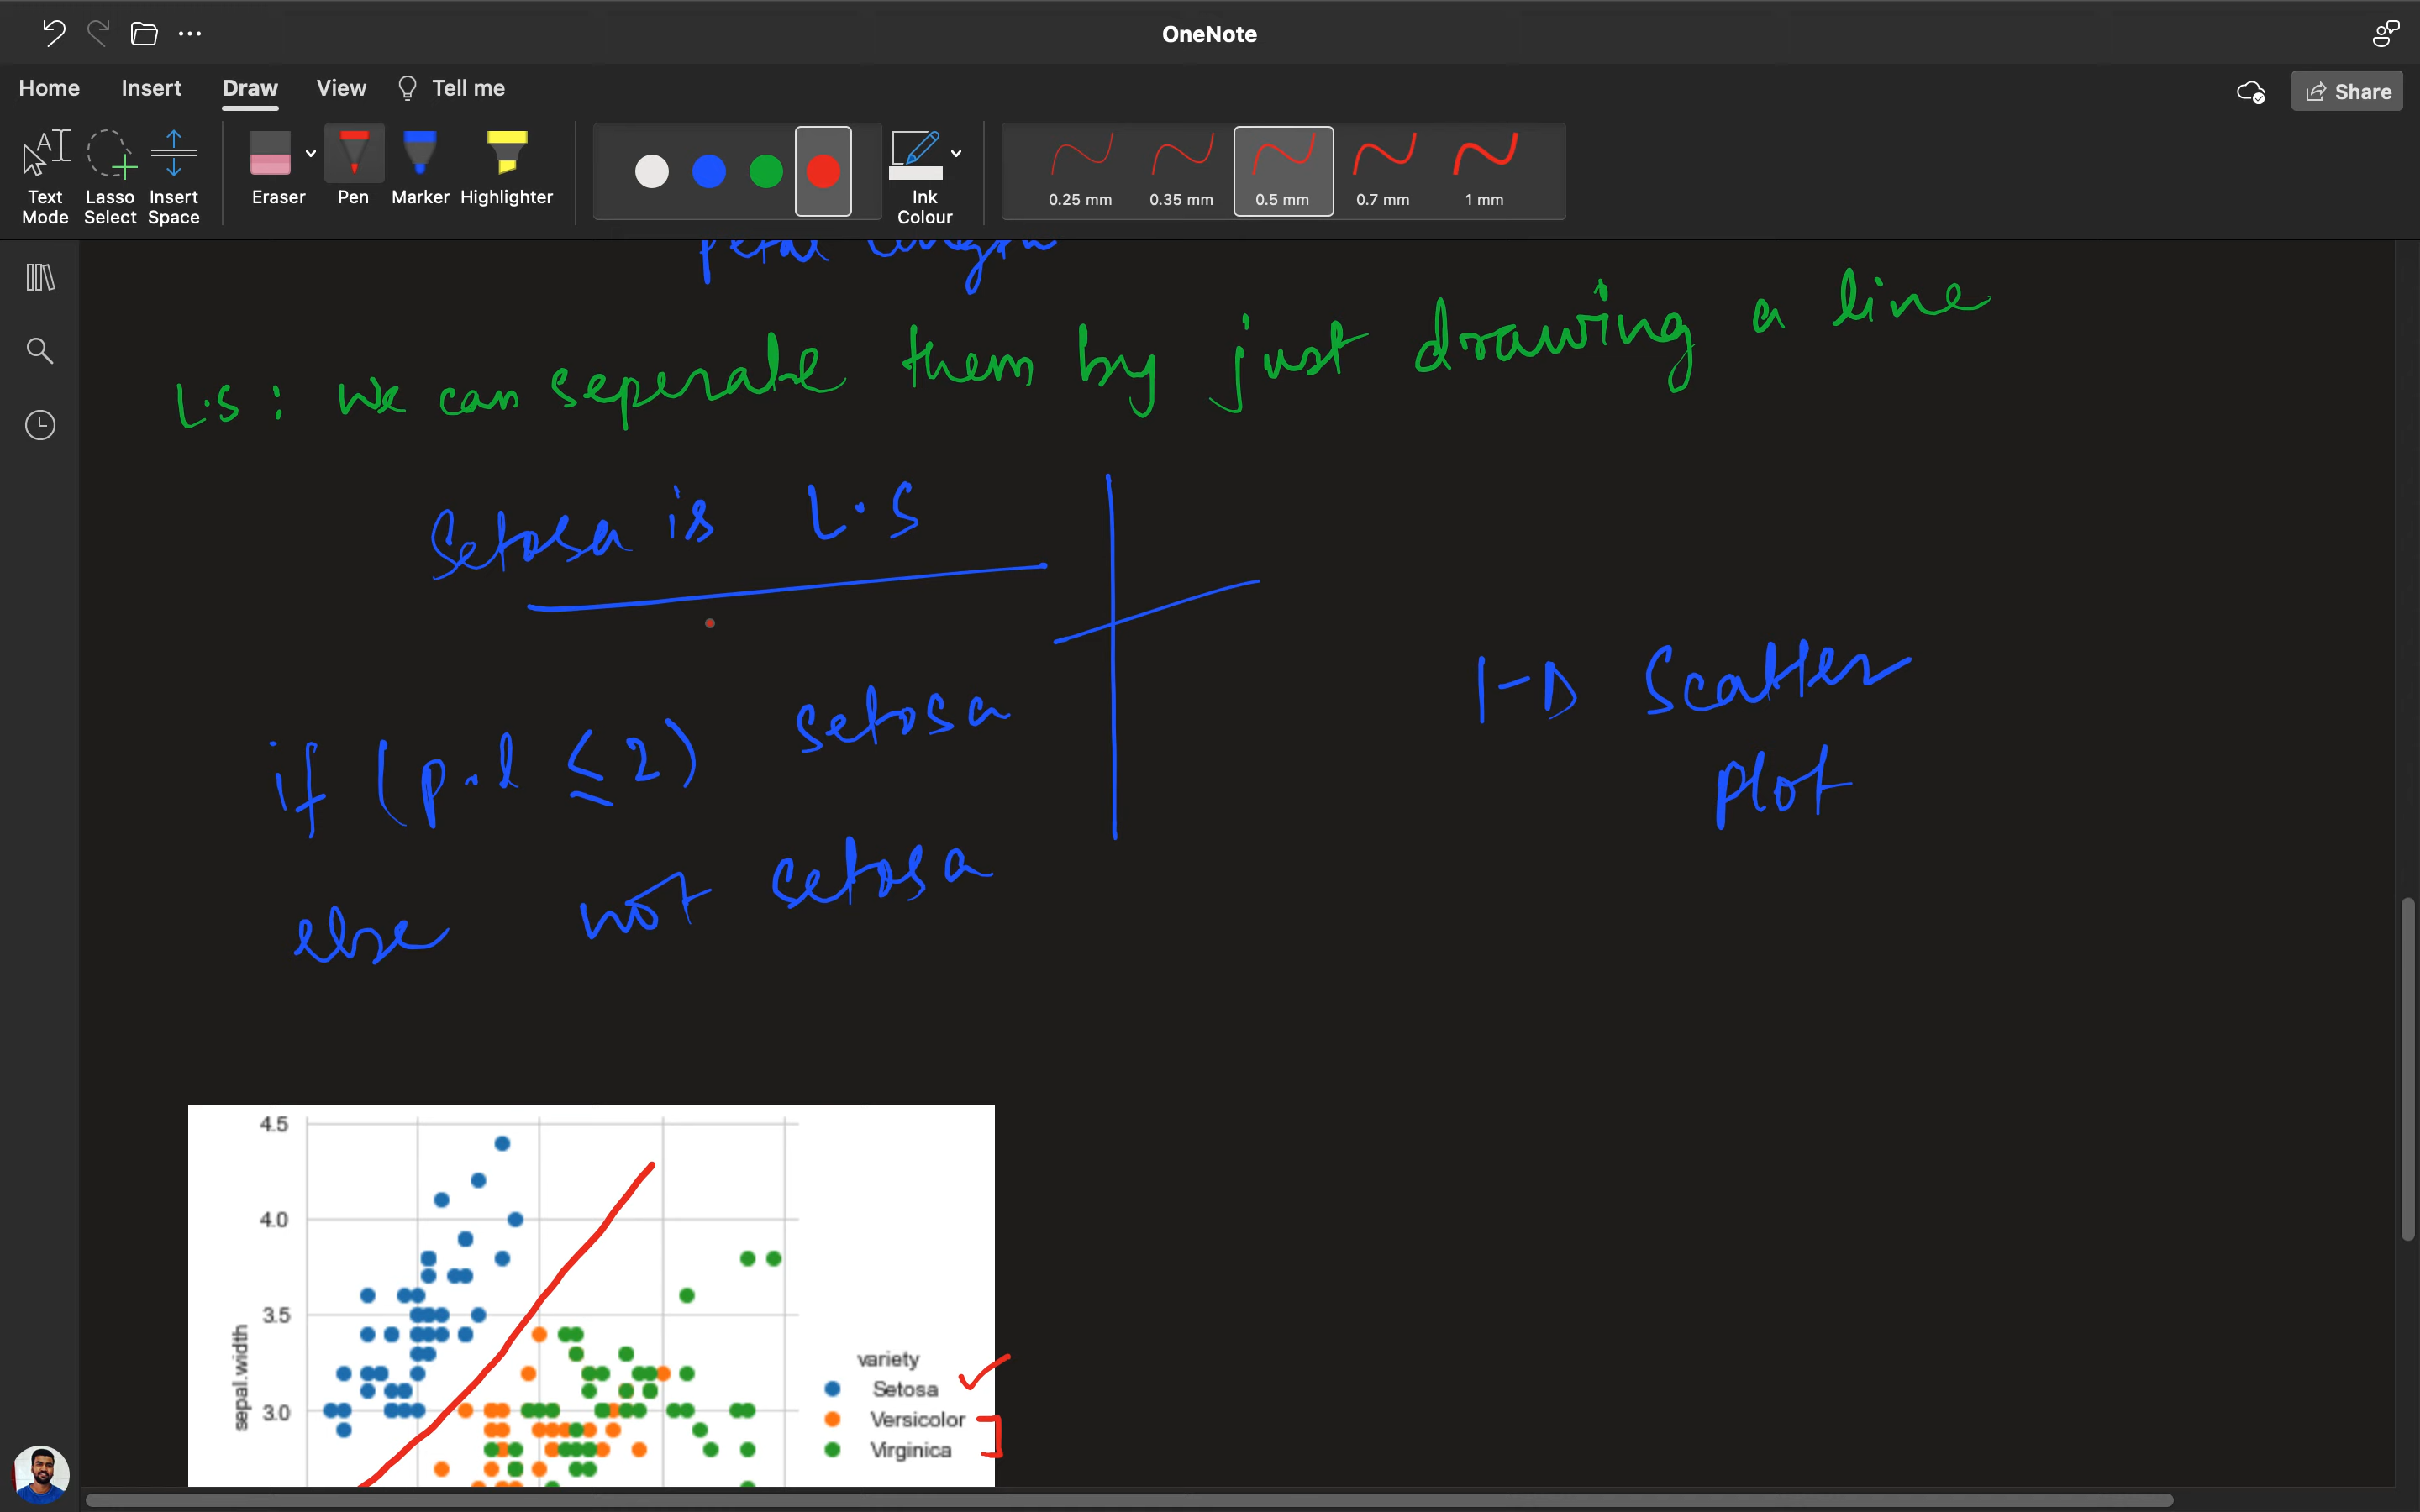 OneNote
Home Insert Draw View Tell me
Share
Text Mode
Lasso Select
Insert Space
Eraser
Pen
Marker
Highlighter
Ink Colour
0.25 mm
0.35 mm
0.5 mm
0.7 mm
1 mm
petal length
L.S : We can seperate them by just drawing a line
Setosa is L.S
1-D Scatter
Plot
if (p.l ≤ 2) setosa
else not setosa
4.5
4.0
3.5
3.0
sepal.width
variety
Setosa
Versicolor
Virginica